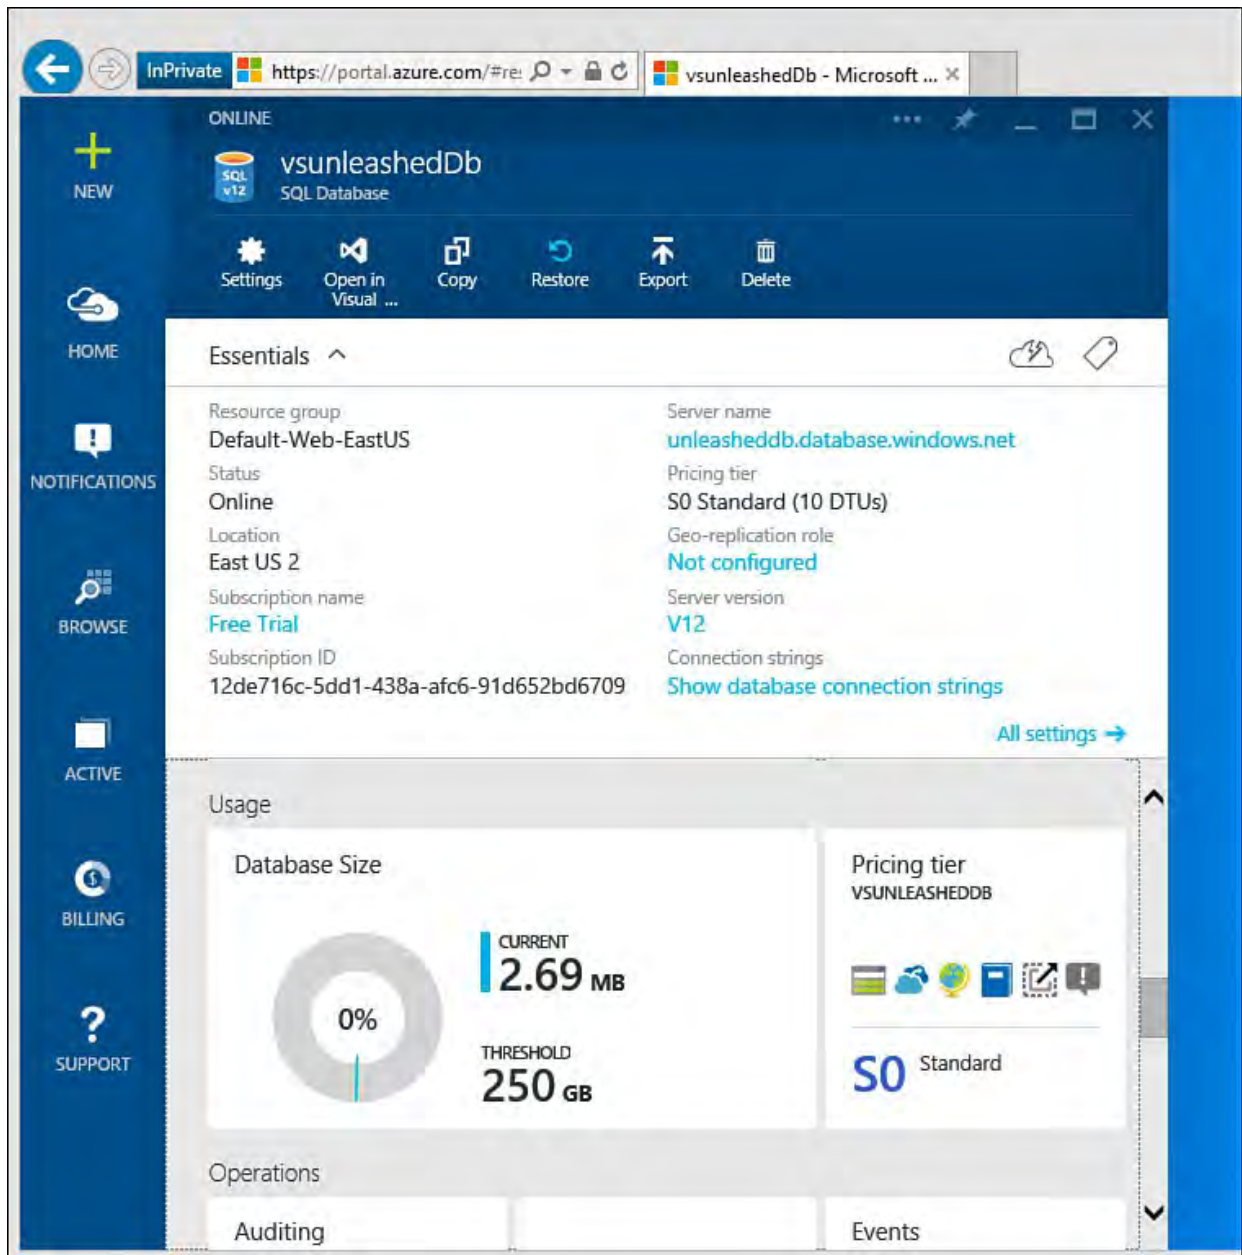 InPrivate
https://portal.azure.com/#re
vsunleashedDb - Microsoft ...
NEW
HOME
NOTIFICATIONS
BROWSE
ACTIVE
BILLING
SUPPORT
ONLINE
vsunleashedDb
SQL v12
SQL Database
Settings
Open in
Visual ...
Copy
Restore
Export
Delete
Essentials
Resource group
Default-Web-EastUS
Status
Online
Location
East US 2
Subscription name
Free Trial
Subscription ID
12de716c-5dd1-438a-afc6-91d652bd6709
Server name
unleasheddb.database.windows.net
Pricing tier
S0 Standard (10 DTUs)
Geo-replication role
Not configured
Server version
V12
Connection strings
Show database connection strings
All settings
Usage
Database Size
0%
CURRENT
2.69 MB
THRESHOLD
250 GB
Pricing tier
VSUNLEASHEDDB
S0 Standard
Operations
Auditing
Events